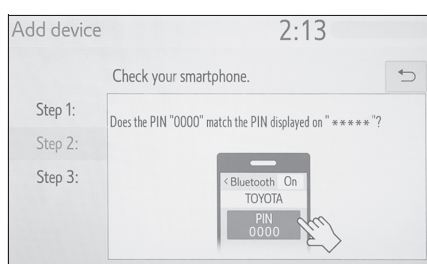 Add device
2:13
Check your smartphone.
Step 1:
Does the PIN "0000" match the PIN displayed on " ***** "?
Step 2:
Step 3:
< Bluetooth On
TOYOTA
PIN
0000